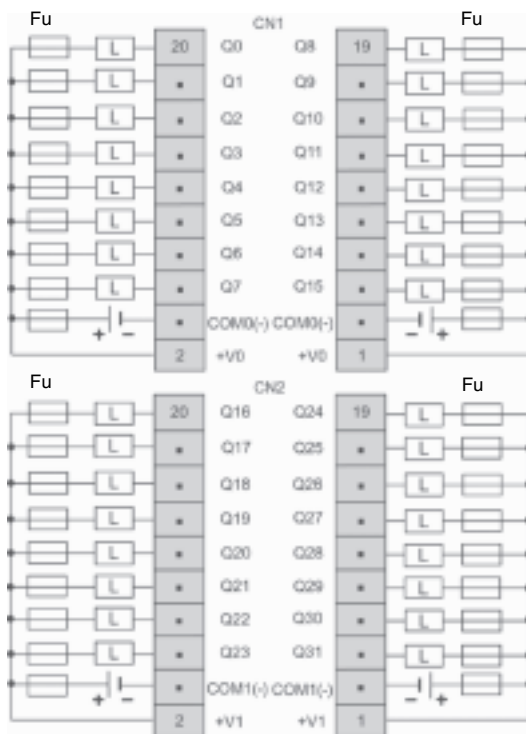 Fu CN1 Fu
L 20 Q0 Q8 19 L
L Q1 Q9 L
L Q2 Q10 L
L Q3 Q11 L
L Q4 Q12 L
L Q5 Q13 L
L Q6 Q14 L
L Q7 Q15 L
+ - COM0(-) COM0(-) - +
2 +V0 +V0 1
Fu CN2 Fu
L 20 Q16 Q24 19 L
L Q17 Q25 L
L Q18 Q26 L
L Q19 Q27 L
L Q20 Q28 L
L Q21 Q29 L
L Q22 Q30 L
L Q23 Q31 L
+ - COM1(-) COM1(-) - +
2 +V1 +V1 1